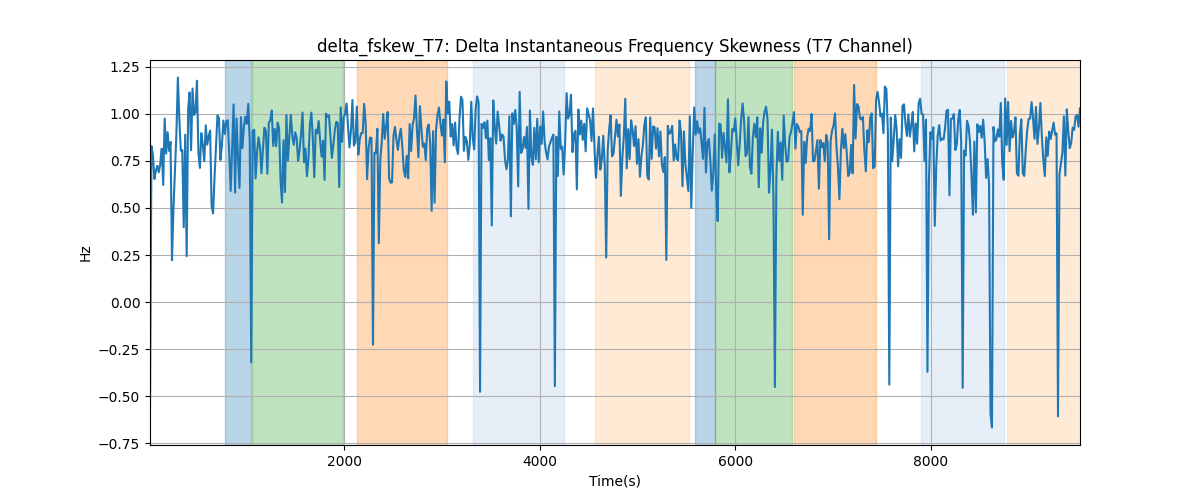 delta_fskew_T7: Delta Instantaneous Frequency Skewness (T7 Channel)
1.25
1.00
0.75
0.50
0.25
0.00
−0.25
−0.50
−0.75
Hz
2000 4000 6000 8000
Time(s)